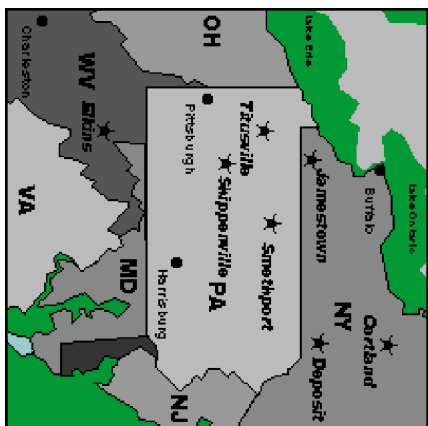 Lake Ontario
Buffalo
Cortland
NY
Lake Erie
Jamestown
Deposit
Titusville
Smethport
Shippenville
PA
OH
Pittsburgh
Harrisburg
NJ
MD
WV Elkins
Charleston
VA